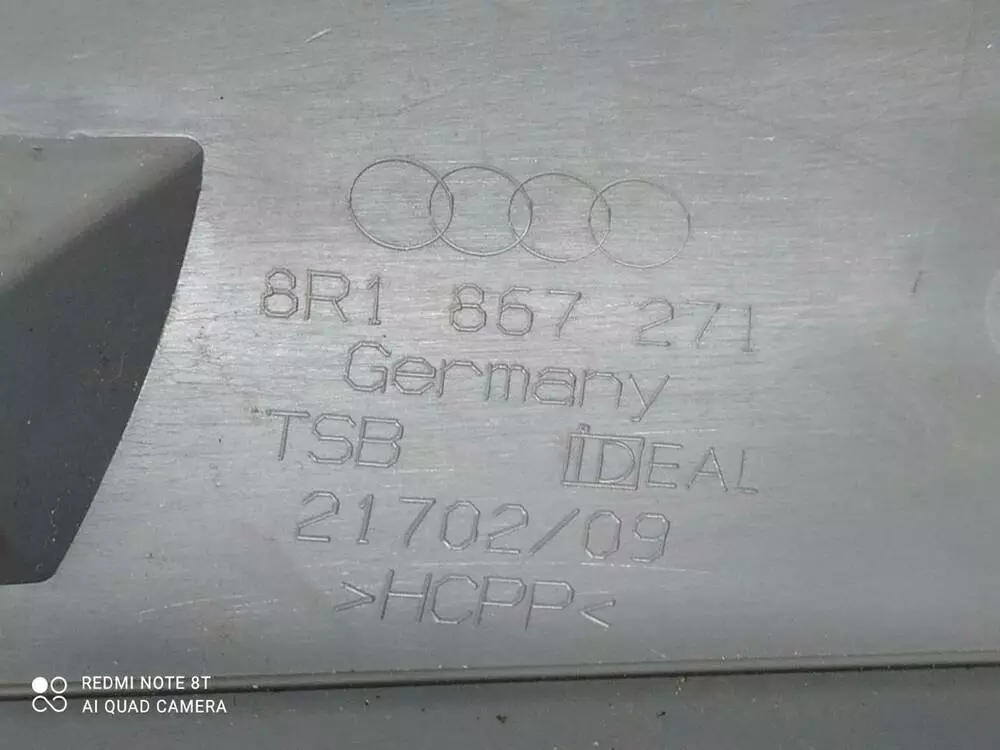 8R1 867 271
Germany
TSB iDEAL
21702/09
>HCPP<
REDMI NOTE 8T
AI QUAD CAMERA